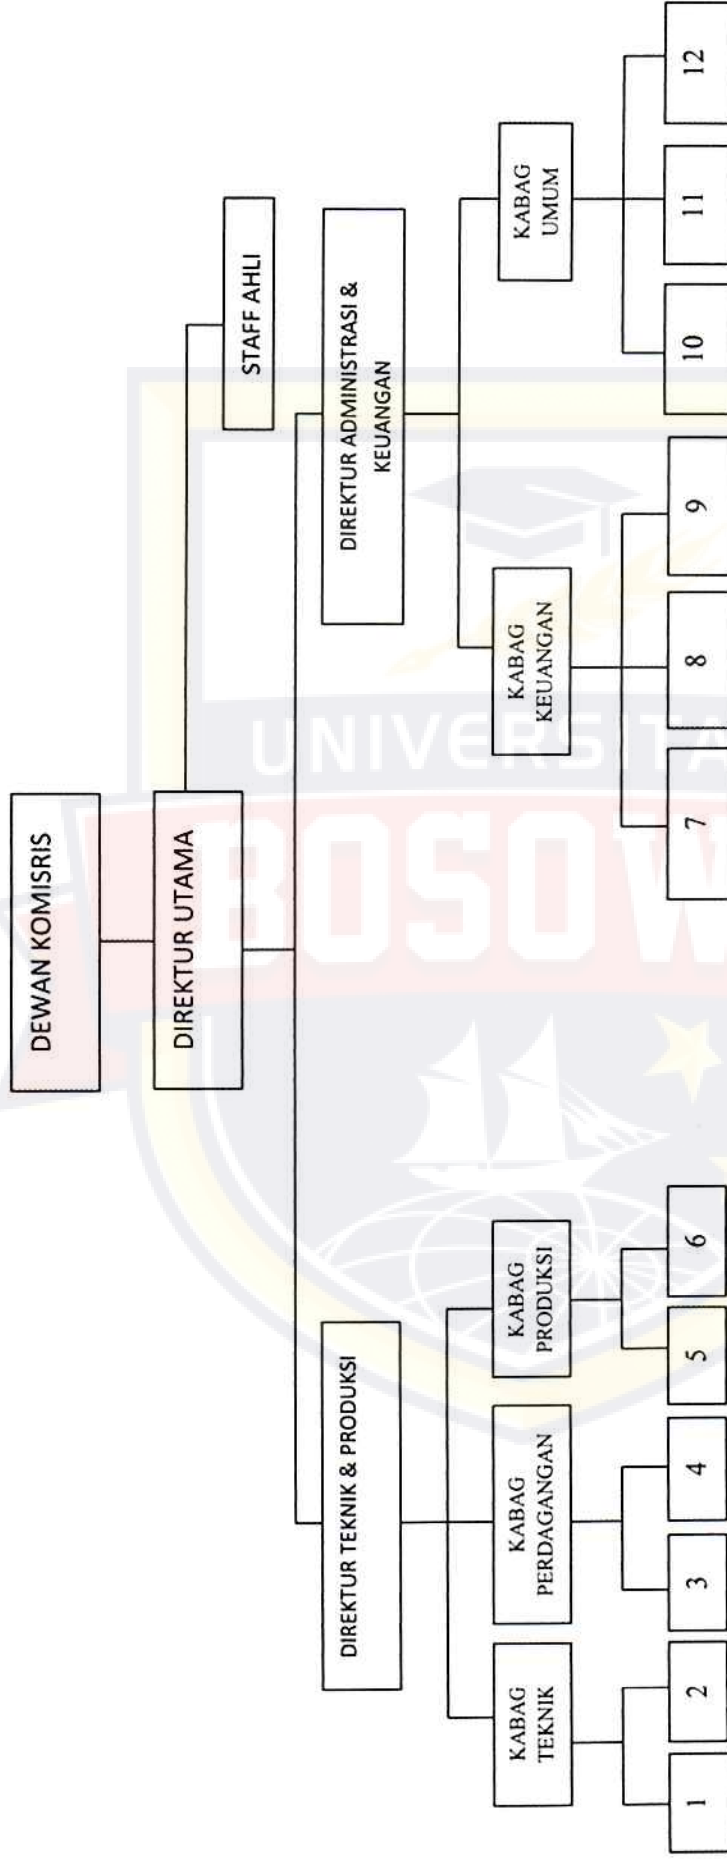 DEWAN KOMISRIS
DIREKTUR UTAMA
STAFF AHLI
DIREKTUR TEKNIK & PRODUKSI
DIREKTUR ADMINISTRASI &
KEUANGAN
KABAG
TEKNIK
KABAG
PERDAGANGAN
KABAG
PRODUKSI
KABAG
KEUANGAN
KABAG
UMUM
1
2
3
4
5
6
7
8
9
10
11
12
UNIVERSITA
BOSOW